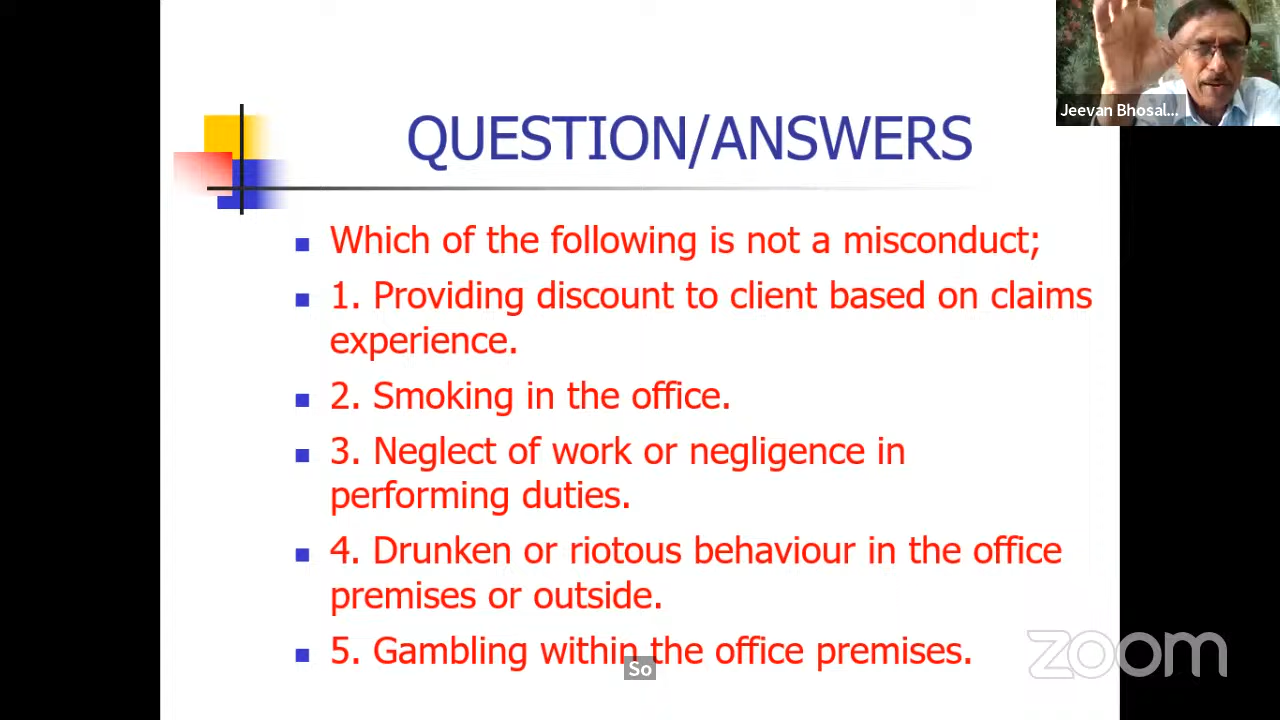 Jeevan Bhosal...
QUESTION/ANSWERS
Which of the following is not a misconduct;
1. Providing discount to client based on claims
experience.
2. Smoking in the office.
3. Neglect of work or negligence in
performing duties.
4. Drunken or riotous behaviour in the office
premises or outside.
5. Gambling within the office premises.
So
zoom